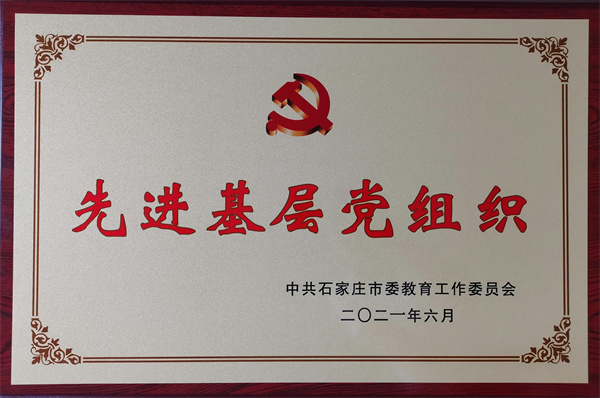 先进基层党组织
中共石家庄市委教育工作委员会
二〇二一年六月